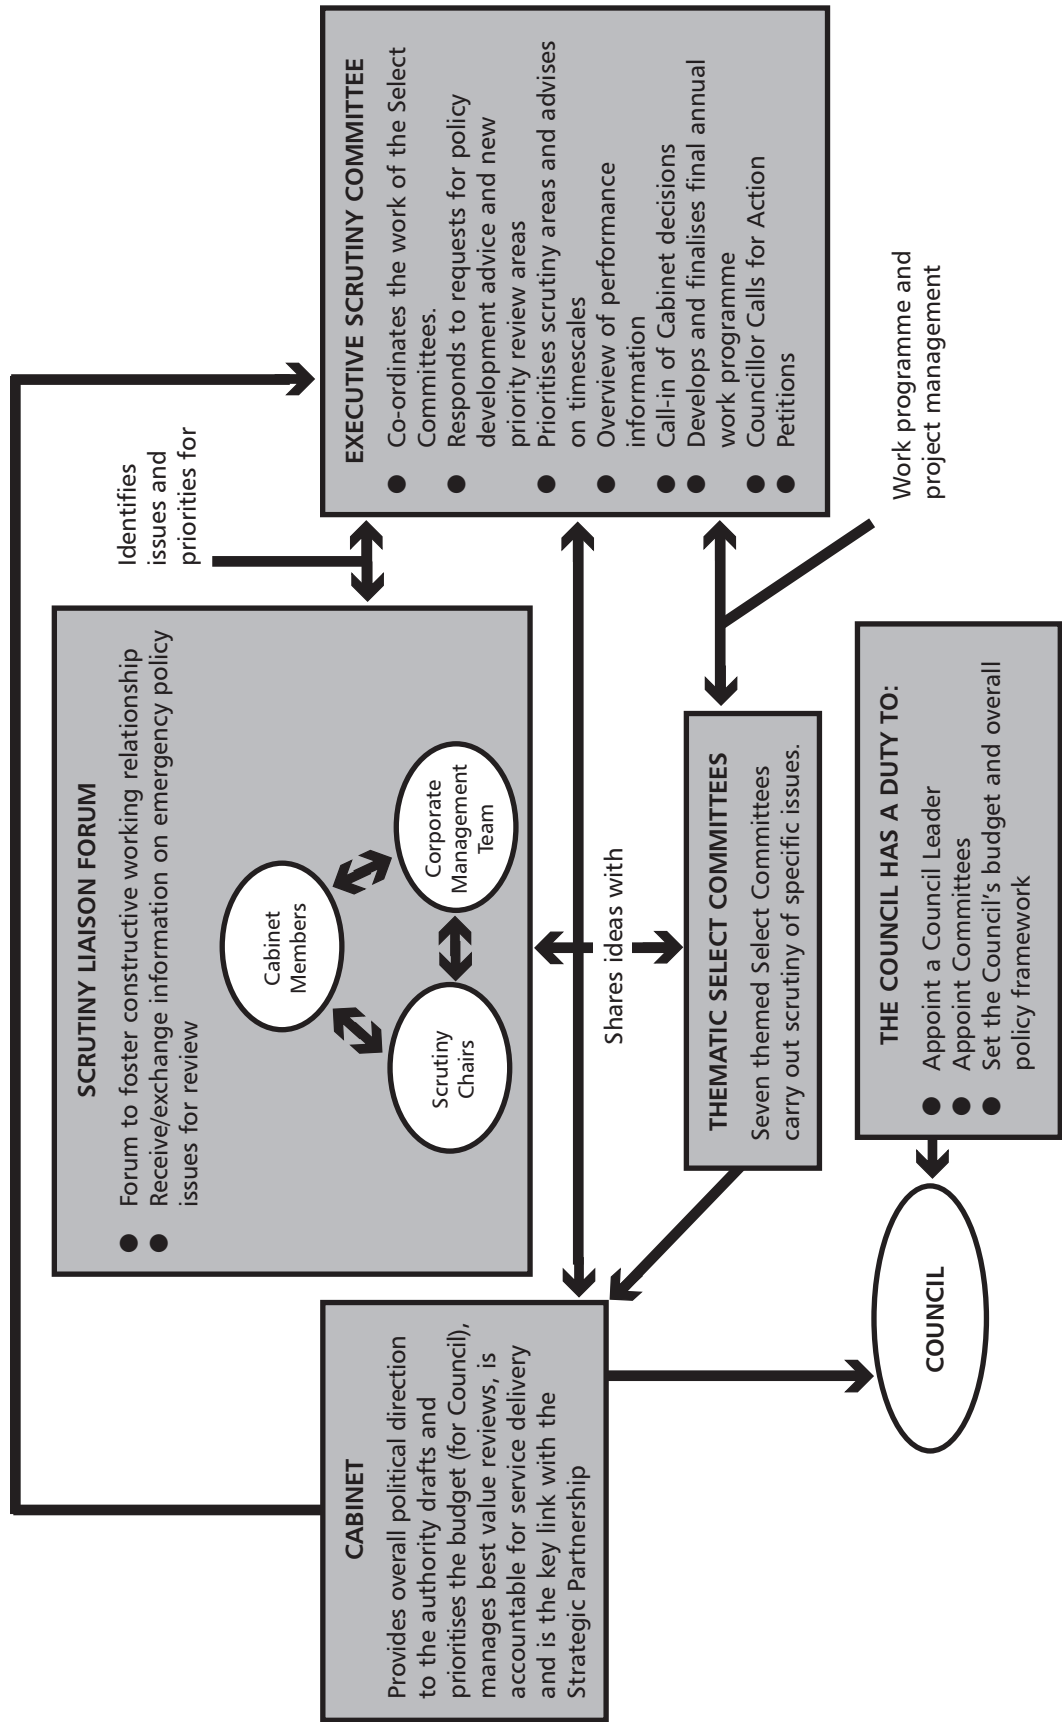 CABINET
Provides overall political direction
to the authority drafts and
prioritises the budget (for Council),
manages best value reviews, is
accountable for service delivery
and is the key link with the
Strategic Partnership
SCRUTINY LIAISON FORUM
● Forum to foster constructive working relationship
● Receive/exchange information on emergency policy
issues for review
Cabinet
Members
Scrutiny
Chairs
Corporate
Management
Team
Identifies
issues and
priorities for
EXECUTIVE SCRUTINY COMMITTEE
● Co-ordinates the work of the Select
Committees.
● Responds to requests for policy
development advice and new
priority review areas
● Prioritises scrutiny areas and advises
on timescales
● Overview of performance
information
● Call-in of Cabinet decisions
● Develops and finalises final annual
work programme
● Councillor Calls for Action
● Petitions
Shares ideas with
THEMATIC SELECT COMMITTEES
Seven themed Select Committees
carry out scrutiny of specific issues.
Work programme and
project management
COUNCIL
THE COUNCIL HAS A DUTY TO:
● Appoint a Council Leader
● Appoint Committees
● Set the Council's budget and overall
policy framework